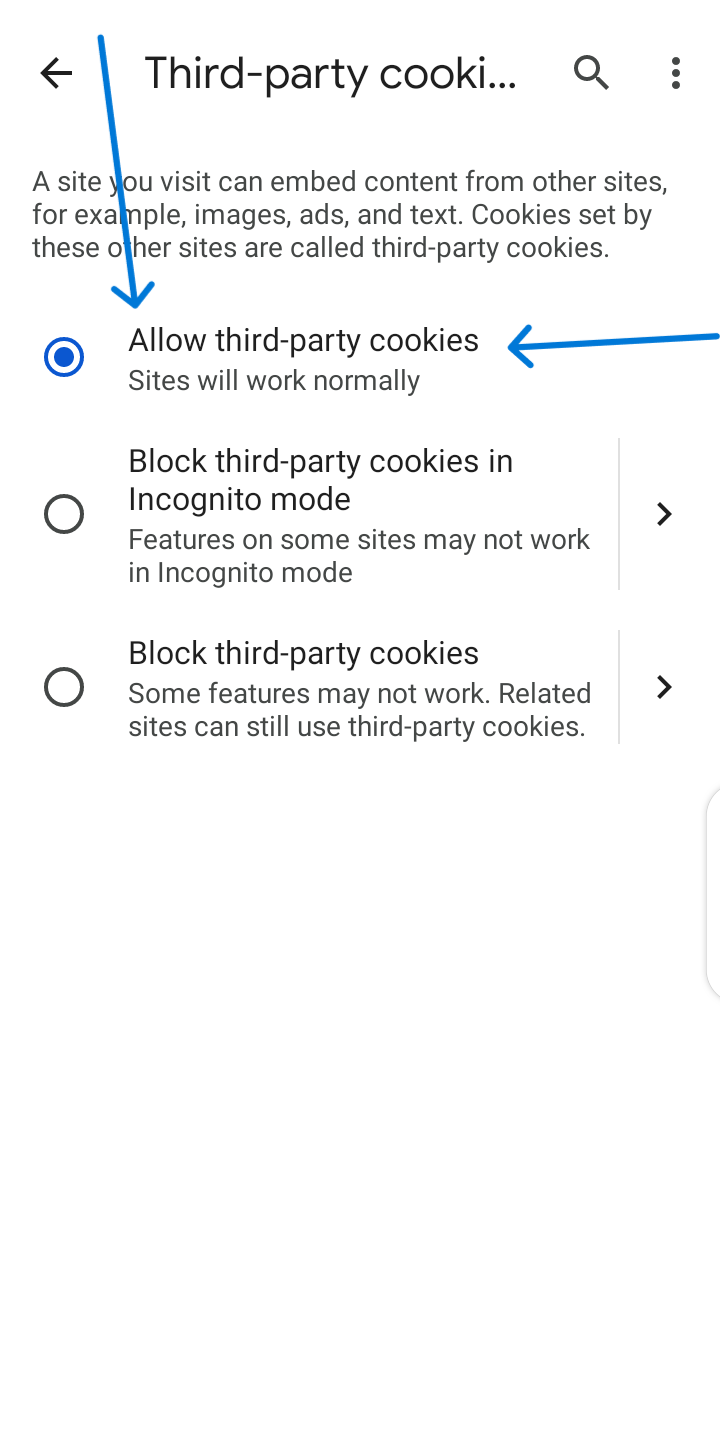 Third-party cooki...
A site you visit can embed content from other sites,
for example, images, ads, and text. Cookies set by
these other sites are called third-party cookies.
Allow third-party cookies
Sites will work normally
Block third-party cookies in
Incognito mode
Features on some sites may not work
in Incognito mode
Block third-party cookies
Some features may not work. Related
sites can still use third-party cookies.